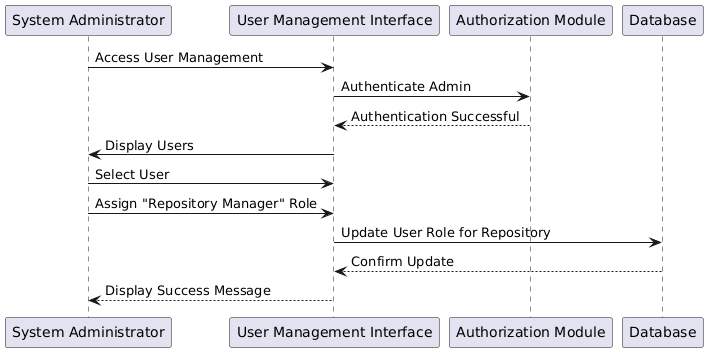 System Administrator User Management Interface Authorization Module Database
Access User Management
Authenticate Admin
Authentication Successful
Display Users
Select User
Assign "Repository Manager" Role
Update User Role for Repository
Confirm Update
Display Success Message
System Administrator User Management Interface Authorization Module Database